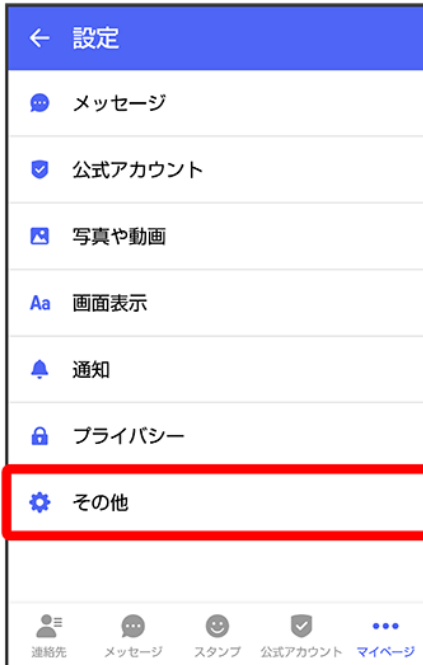 設定
メッセージ
公式アカウント
写真や動画
Aa 画面表示
通知
プライバシー
その他
連絡先 メッセージ スタンプ 公式アカウント マイページ